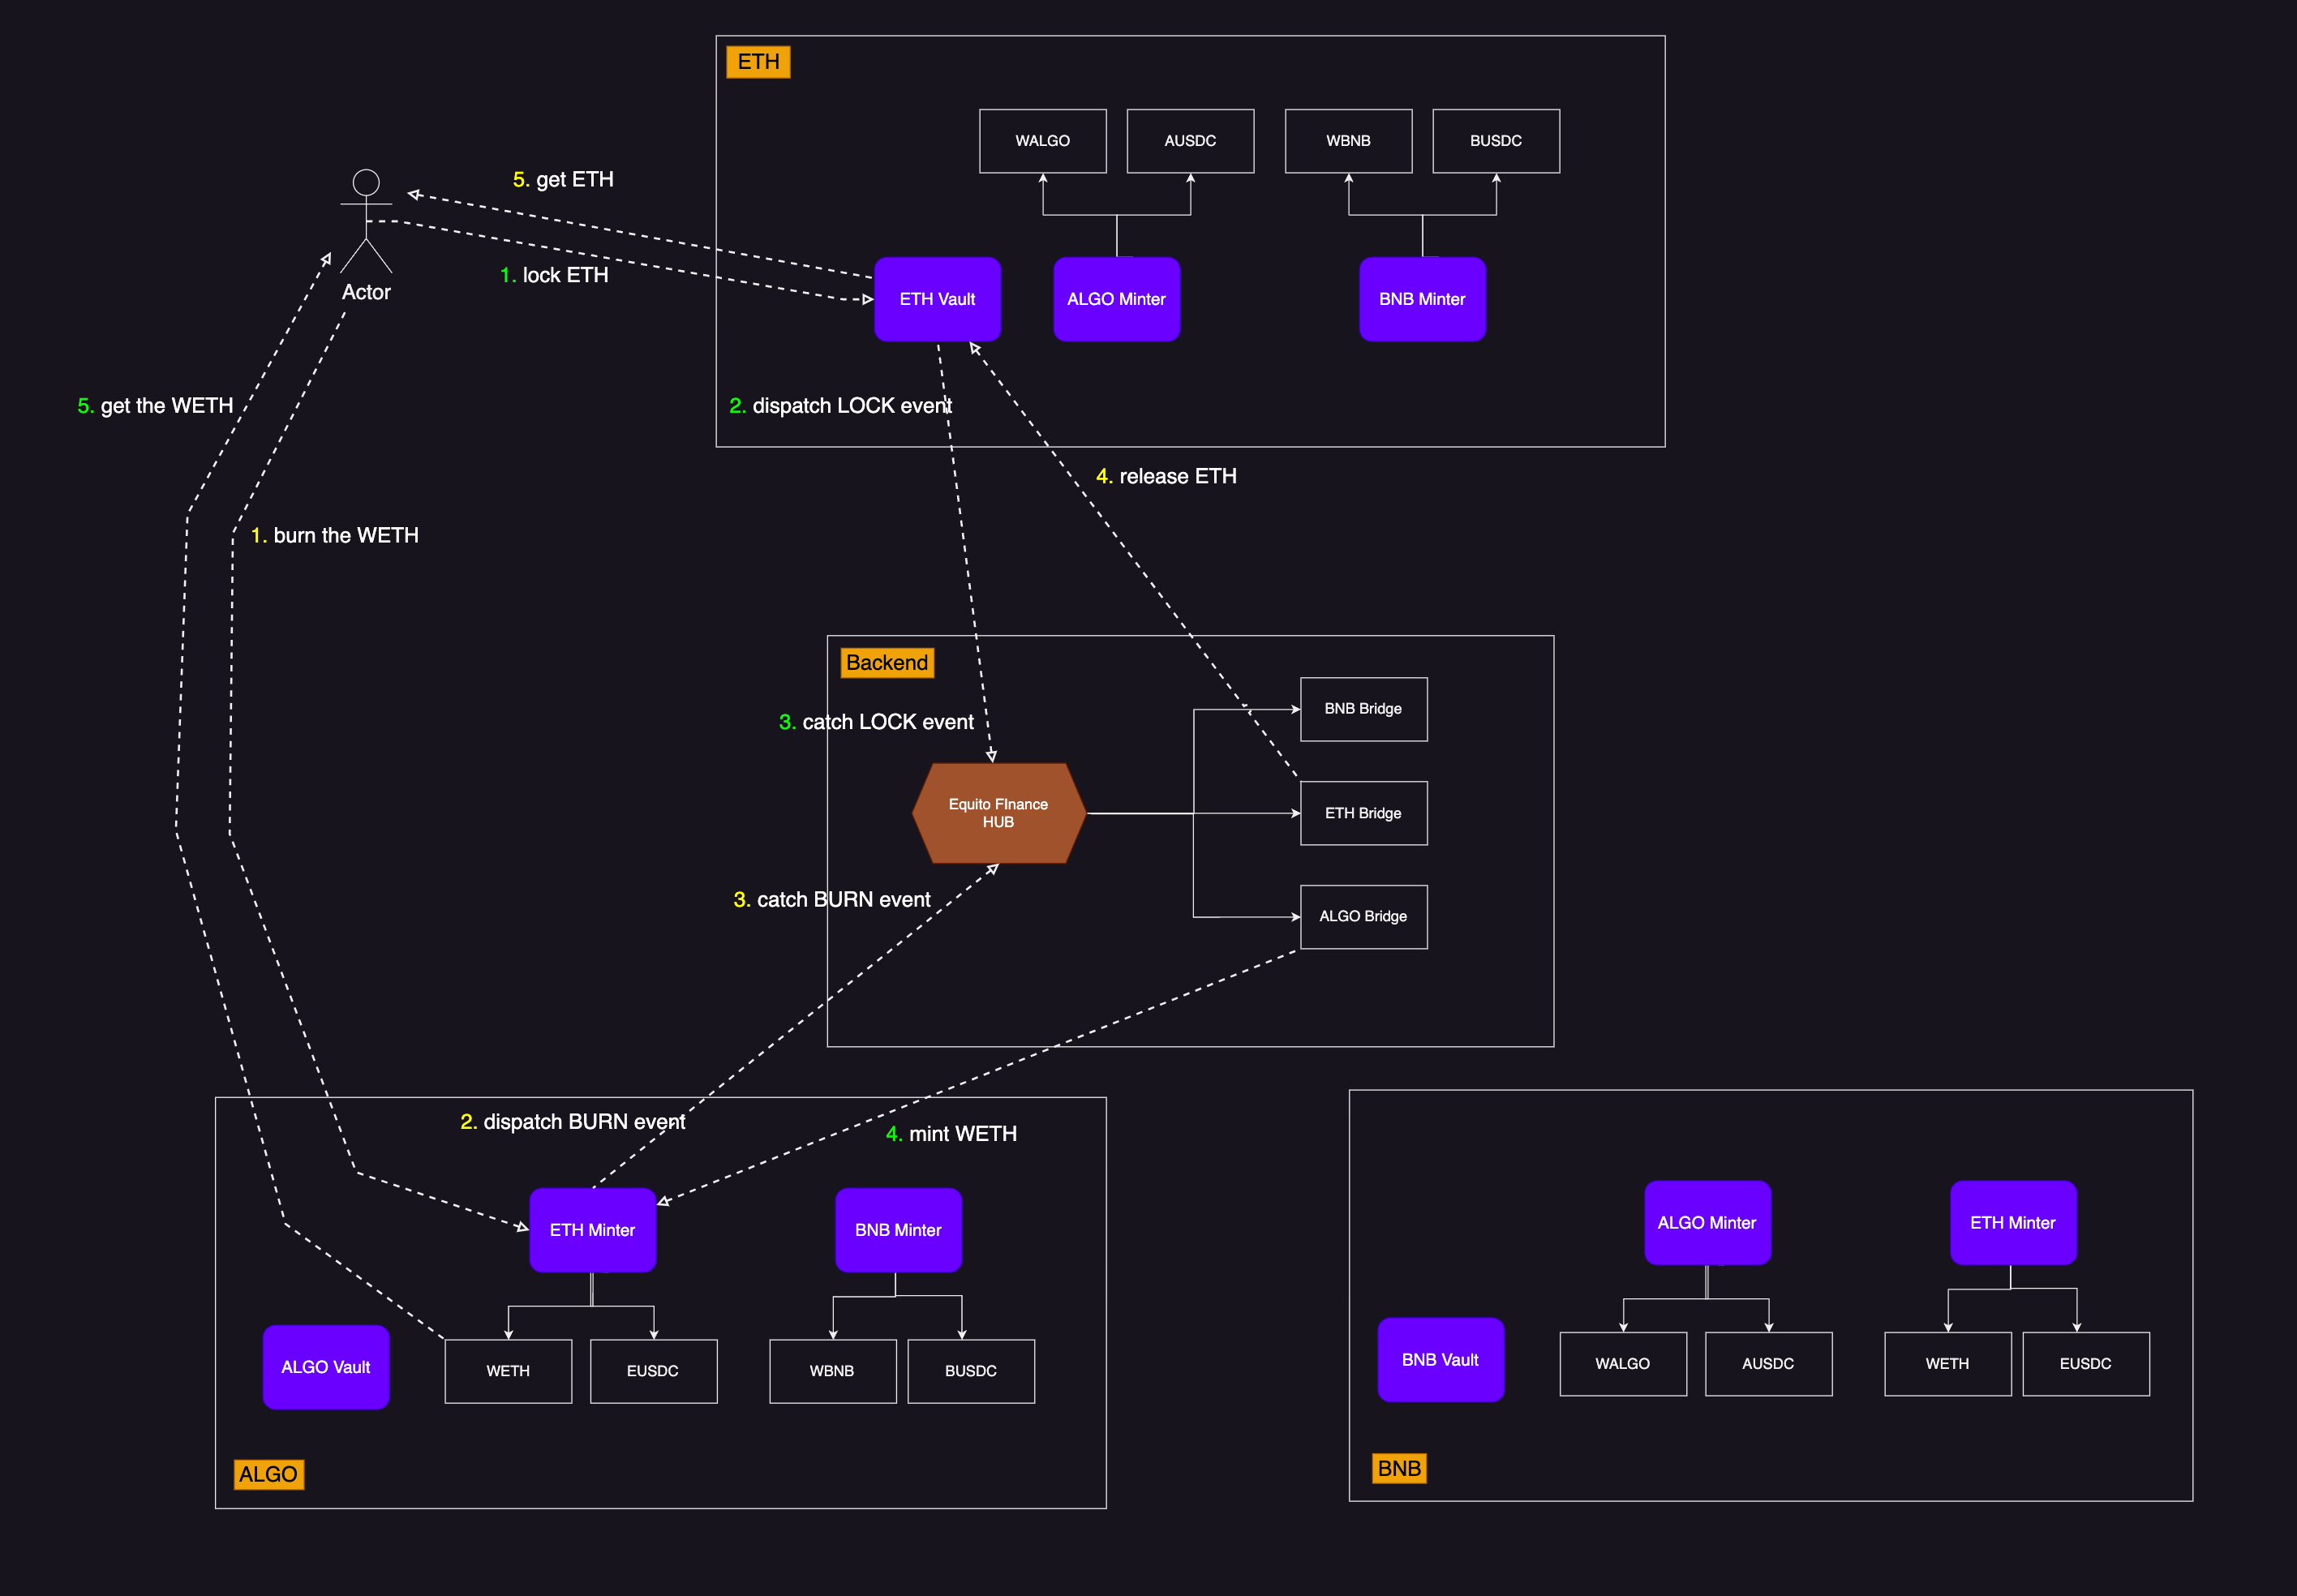 ETH
WALGO
AUSDC
WBNB
BUSDC
5. get ETH
1. lock ETH
Actor
ETH Vault
ALGO Minter
BNB Minter
5. get the WETH
2. dispatch LOCK event
4. release ETH
1. burn the WETH
Backend
BNB Bridge
3. catch LOCK event
Equito FInance
HUB
ETH Bridge
3. catch BURN event
ALGO Bridge
2. dispatch BURN event
4. mint WETH
ETH Minter
BNB Minter
ALGO Vault
WETH
EUSDC
WBNB
BUSDC
ALGO
ALGO Minter
ETH Minter
BNB Vault
WALGO
AUSDC
WETH
EUSDC
BNB